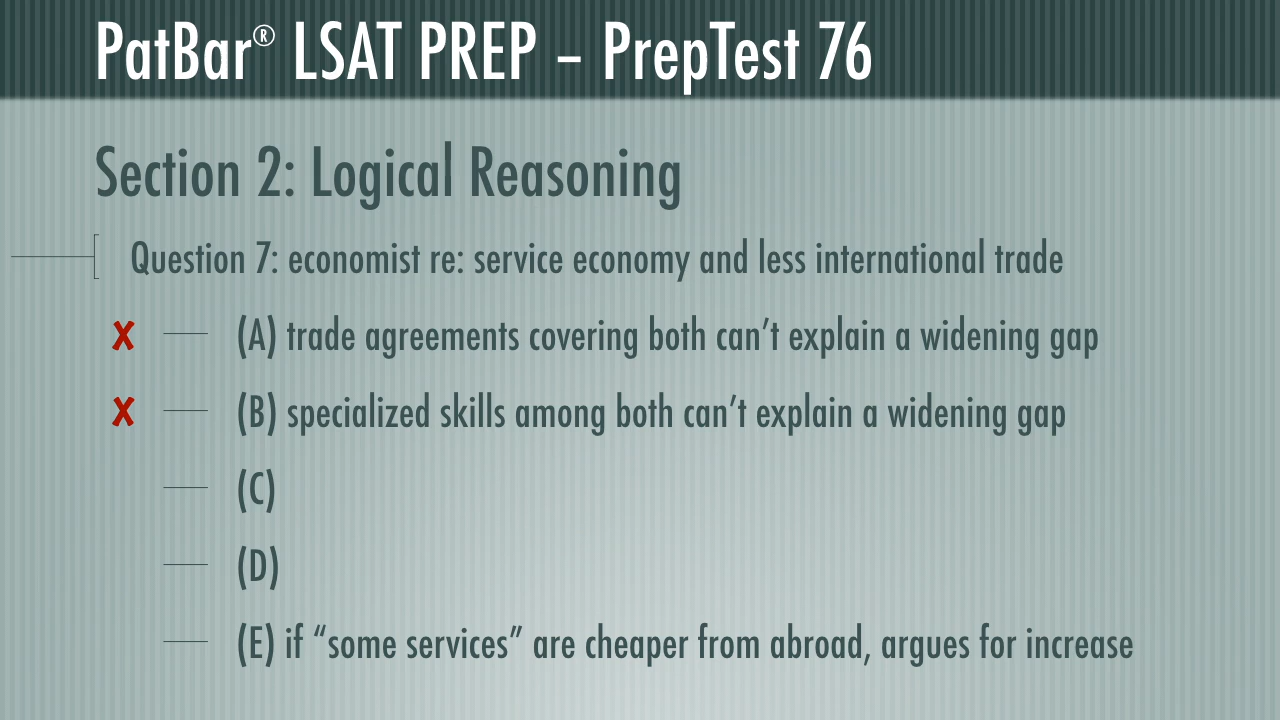 PatBar® LSAT PREP – PrepTest 76
Section 2: Logical Reasoning
Question 7: economist re: service economy and less international trade
✘ (A) trade agreements covering both can’t explain a widening gap
✘ (B) specialized skills among both can’t explain a widening gap
(C)
(D)
(E) if “some services” are cheaper from abroad, argues for increase